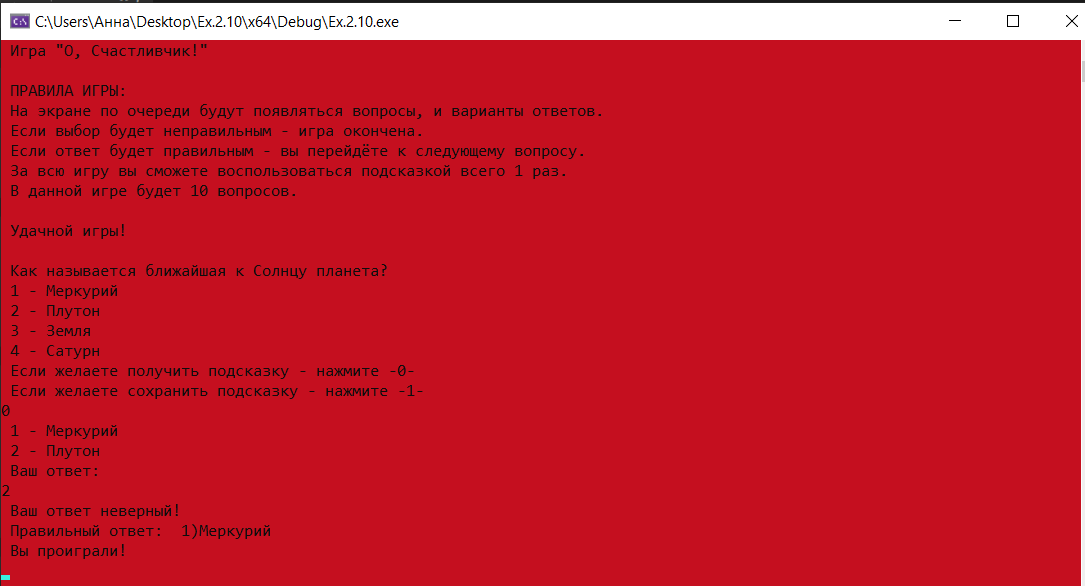 C:\Users\Анна\Desktop\Ex.2.10\x64\Debug\Ex.2.10.exe
Игра "О, Счастливчик!"
ПРАВИЛА ИГРЫ:
На экране по очереди будут появляться вопросы, и варианты ответов.
Если выбор будет неправильным - игра окончена.
Если ответ будет правильным - вы перейдёте к следующему вопросу.
За всю игру вы сможете воспользоваться подсказкой всего 1 раз.
В данной игре будет 10 вопросов.
Удачной игры!
Как называется ближайшая к Солнцу планета?
1 - Меркурий
2 - Плутон
3 - Земля
4 - Сатурн
Если желаете получить подсказку - нажмите -0-
Если желаете сохранить подсказку - нажмите -1-
0
1 - Меркурий
2 - Плутон
Ваш ответ:
2
Ваш ответ неверный!
Правильный ответ:  1)Меркурий
Вы проиграли!